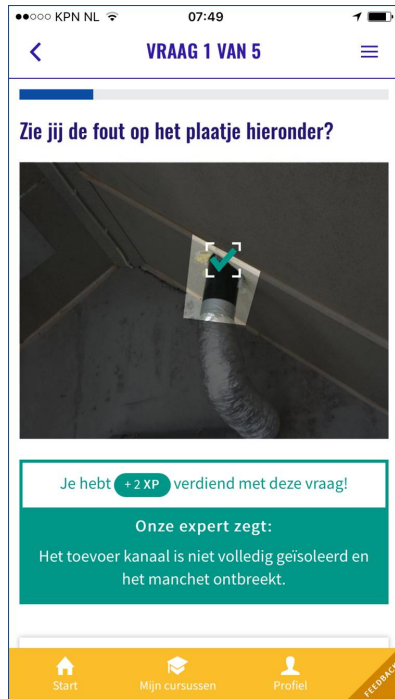 KPN NL 07:49
VRAAG 1 VAN 5
Zie jij de fout op het plaatje hieronder?
Je hebt +2 XP verdiend met deze vraag!
Onze expert zegt:
Het toevoer kanaal is niet volledig geïsoleerd en
het manchet ontbreekt.
Start Mijn cursussen Profiel
FEEDBACK